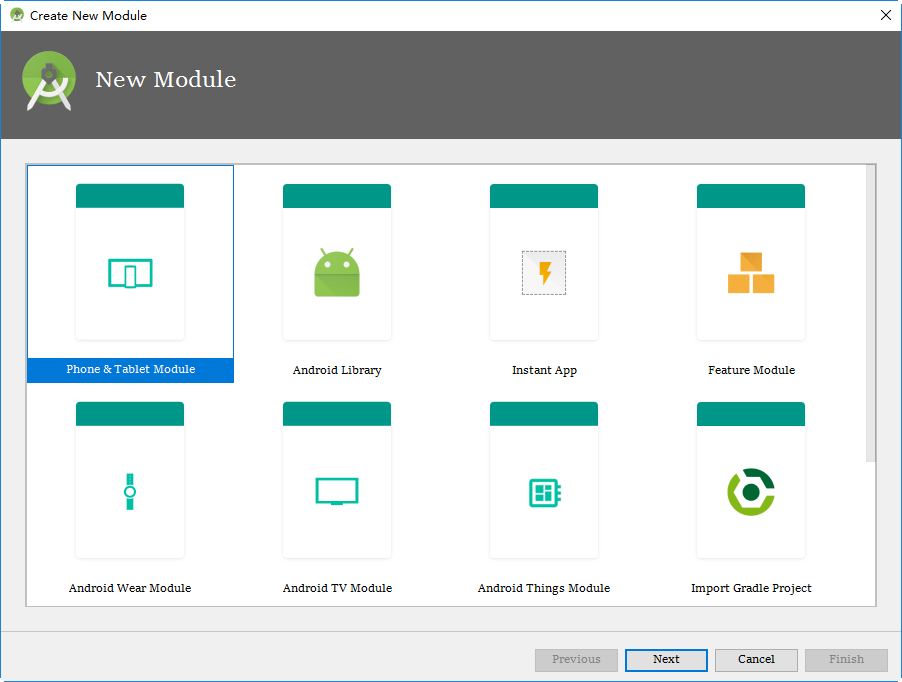 Create New Module
New Module
Phone & Tablet Module
Android Library
Instant App
Feature Module
Android Wear Module
Android TV Module
Android Things Module
Import Gradle Project
Previous
Next
Cancel
Finish